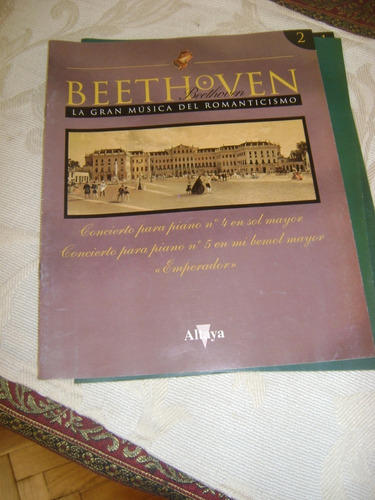 2
BEETHOVEN
Beethoven
LA GRAN MÚSICA DEL ROMANTICISMO
Concierto para piano nº 4 en sol mayor
Concierto para piano nº 5 en mi bemol mayor
«Emperador»
Altaya